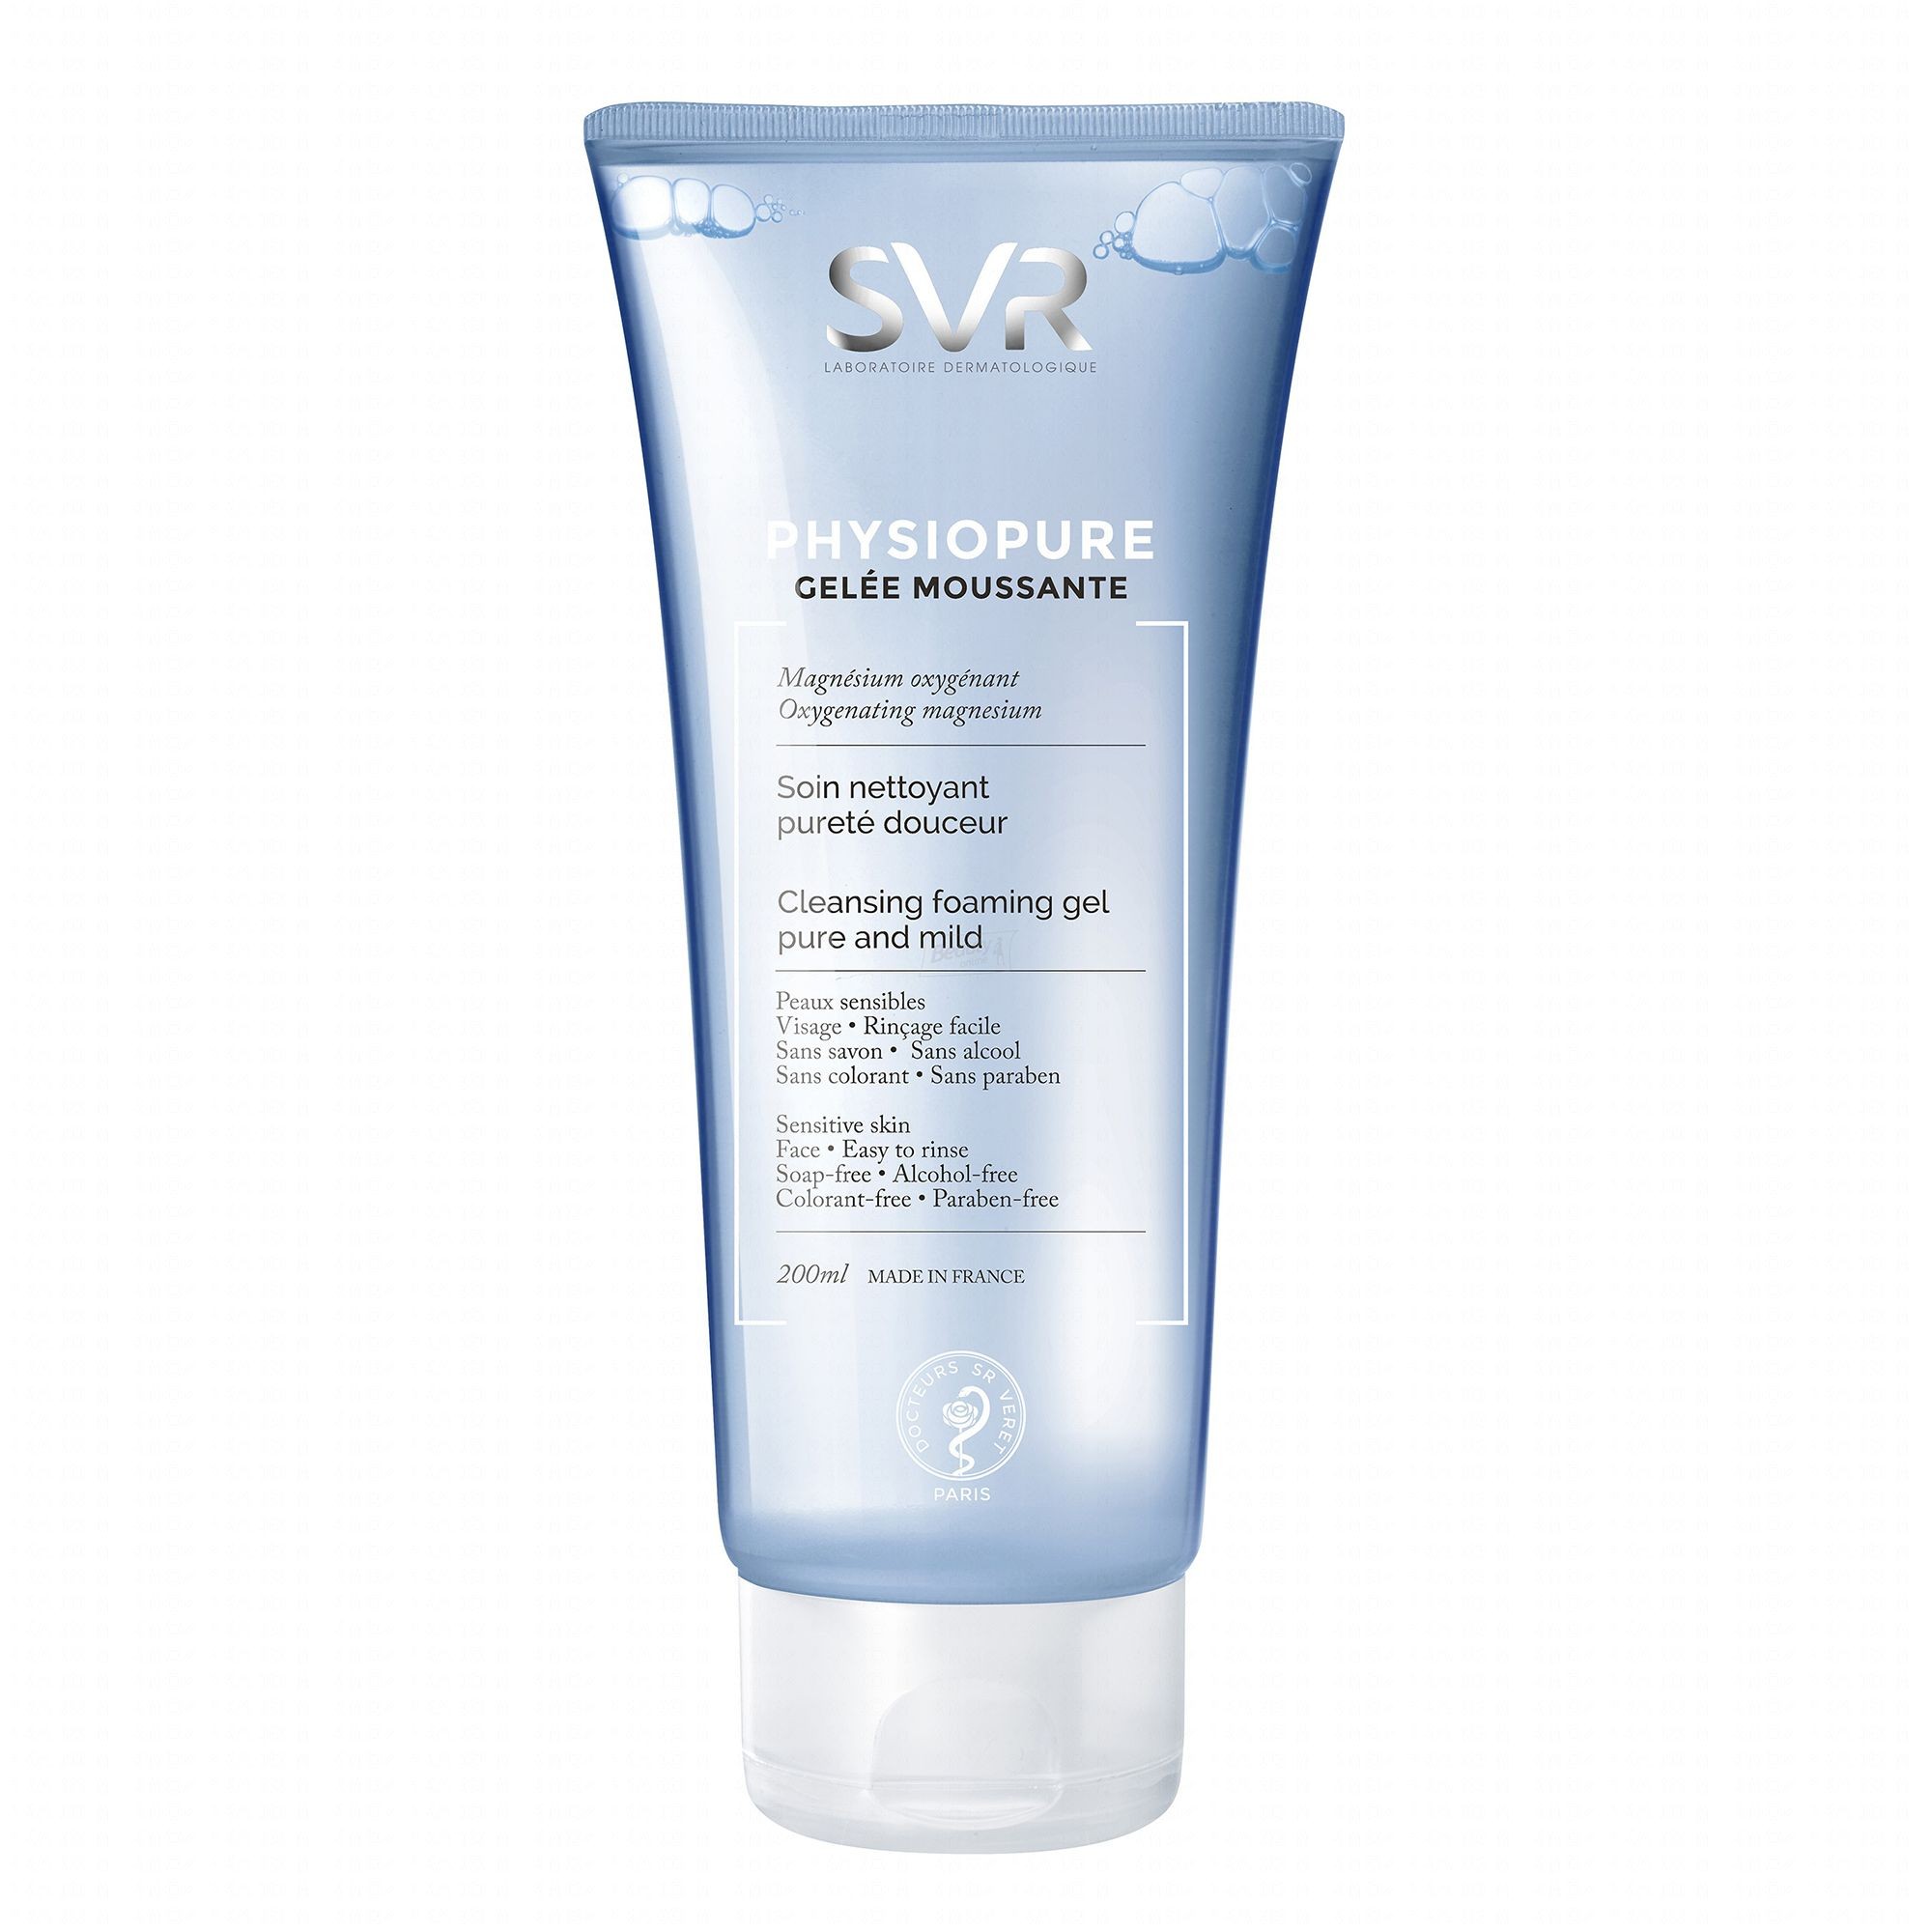 SVR
LABORATOIRE DERMATOLOGIQUE
PHYSIOPURE
GELÉE MOUSSANTE
Magnésium oxygénant
Oxygenating magnesium
Soin nettoyant
pureté douceur
Cleansing foaming gel
pure and mild
Peaux sensibles
Visage • Rinçage facile
Sans savon • Sans alcool
Sans colorant • Sans paraben
Sensitive skin
Face • Easy to rinse
Soap-free • Alcohol-free
Colorant-free • Paraben-free
200ml MADE IN FRANCE
DOCTEURS SR VERET
PARIS